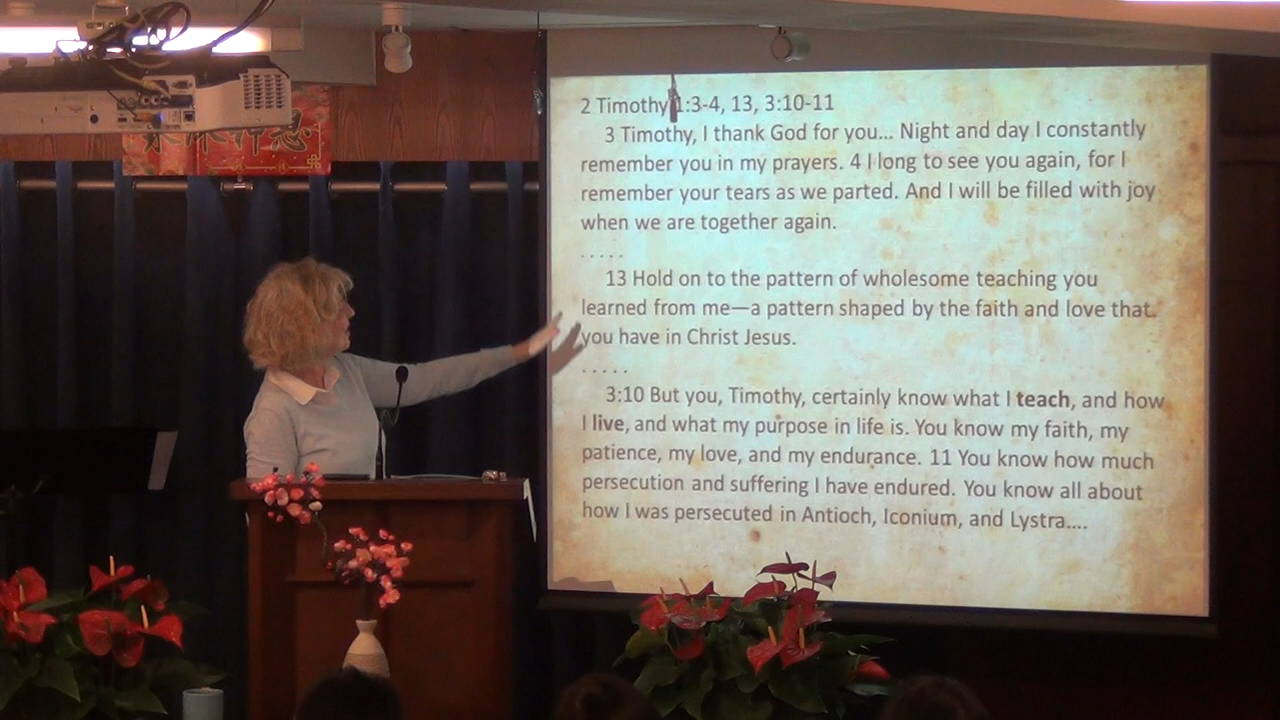 2 Timothy 1:3-4, 13, 3:10-11
3 Timothy, I thank God for you... Night and day I constantly
remember you in my prayers. 4 I long to see you again, for I
remember your tears as we parted. And I will be filled with joy
when we are together again.
. . . . .
13 Hold on to the pattern of wholesome teaching you
learned from me—a pattern shaped by the faith and love that
you have in Christ Jesus.
. . . . .
3:10 But you, Timothy, certainly know what I teach, and how
I live, and what my purpose in life is. You know my faith, my
patience, my love, and my endurance. 11 You know how much
persecution and suffering I have endured. You know all about
how I was persecuted in Antioch, Iconium, and Lystra....